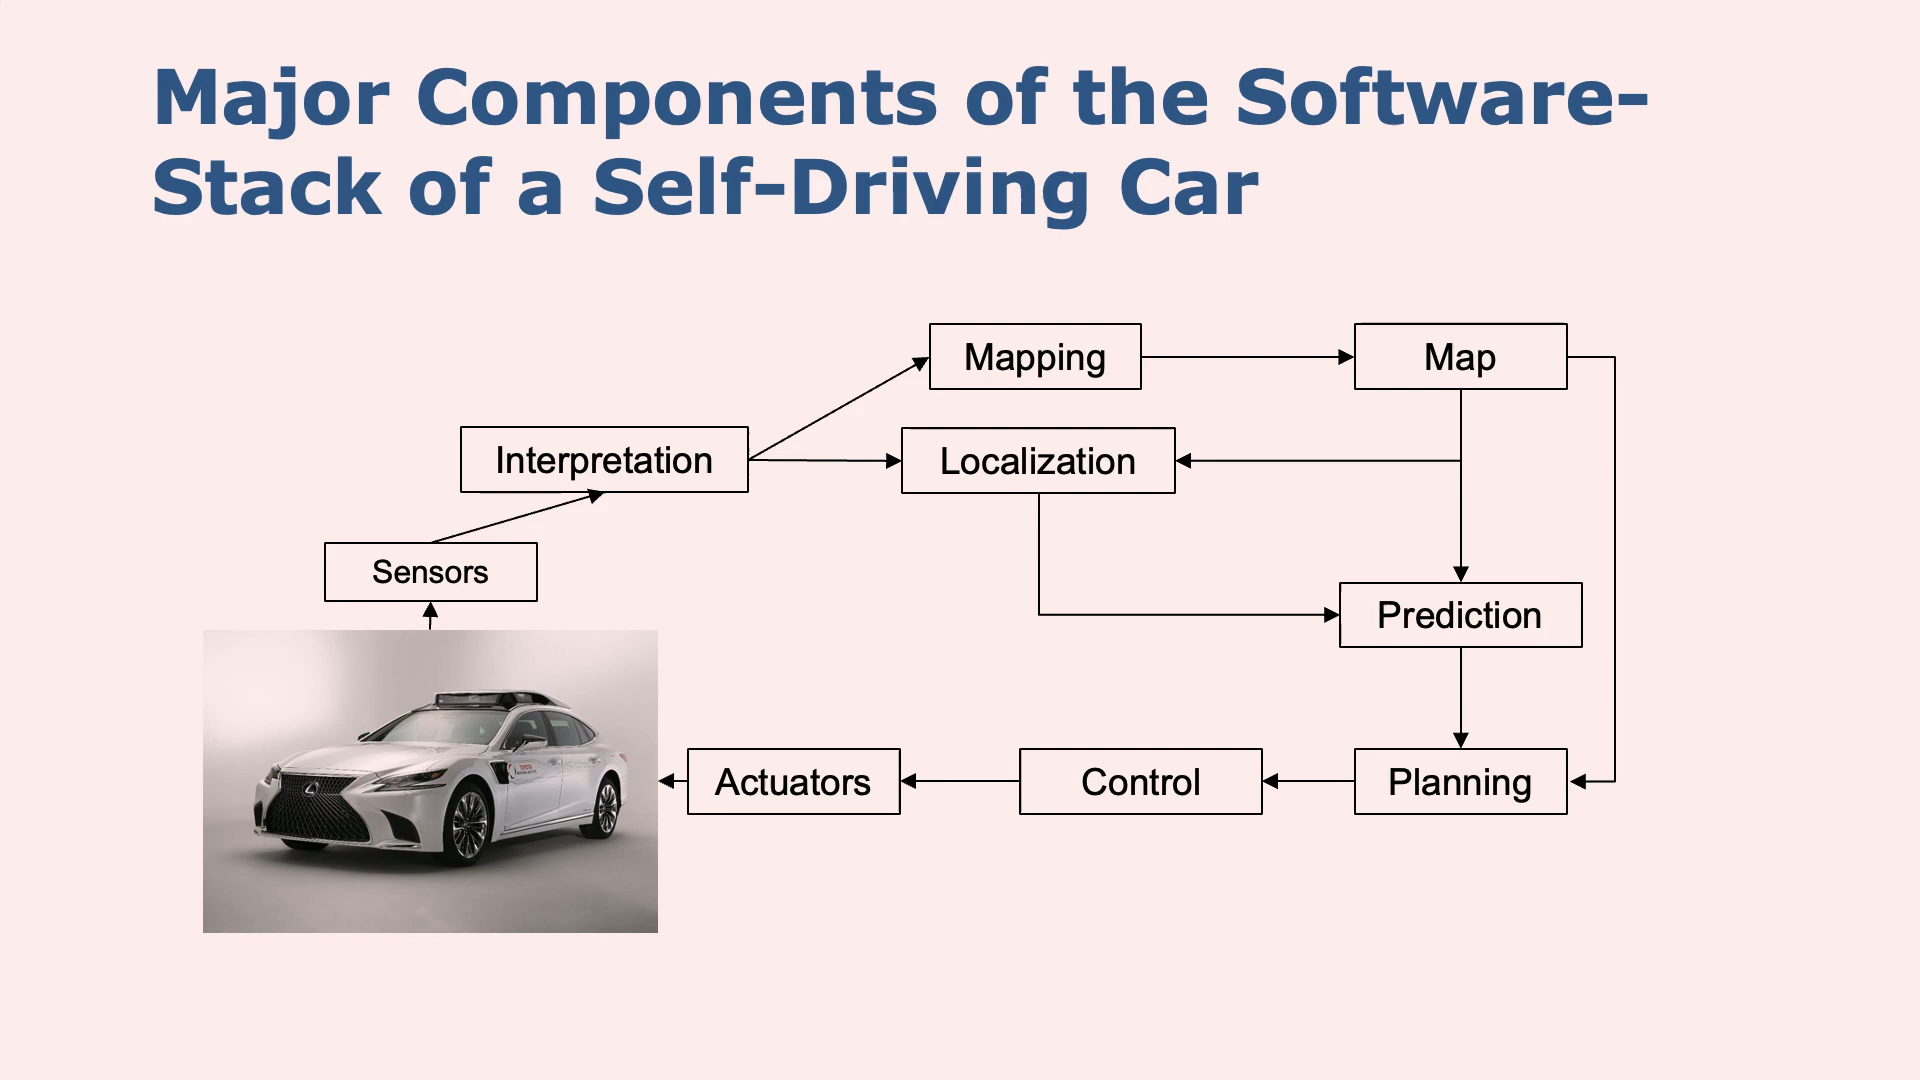 Major Components of the Software-
Stack of a Self-Driving Car
Mapping
Map
Interpretation
Localization
Sensors
Prediction
Actuators
Control
Planning